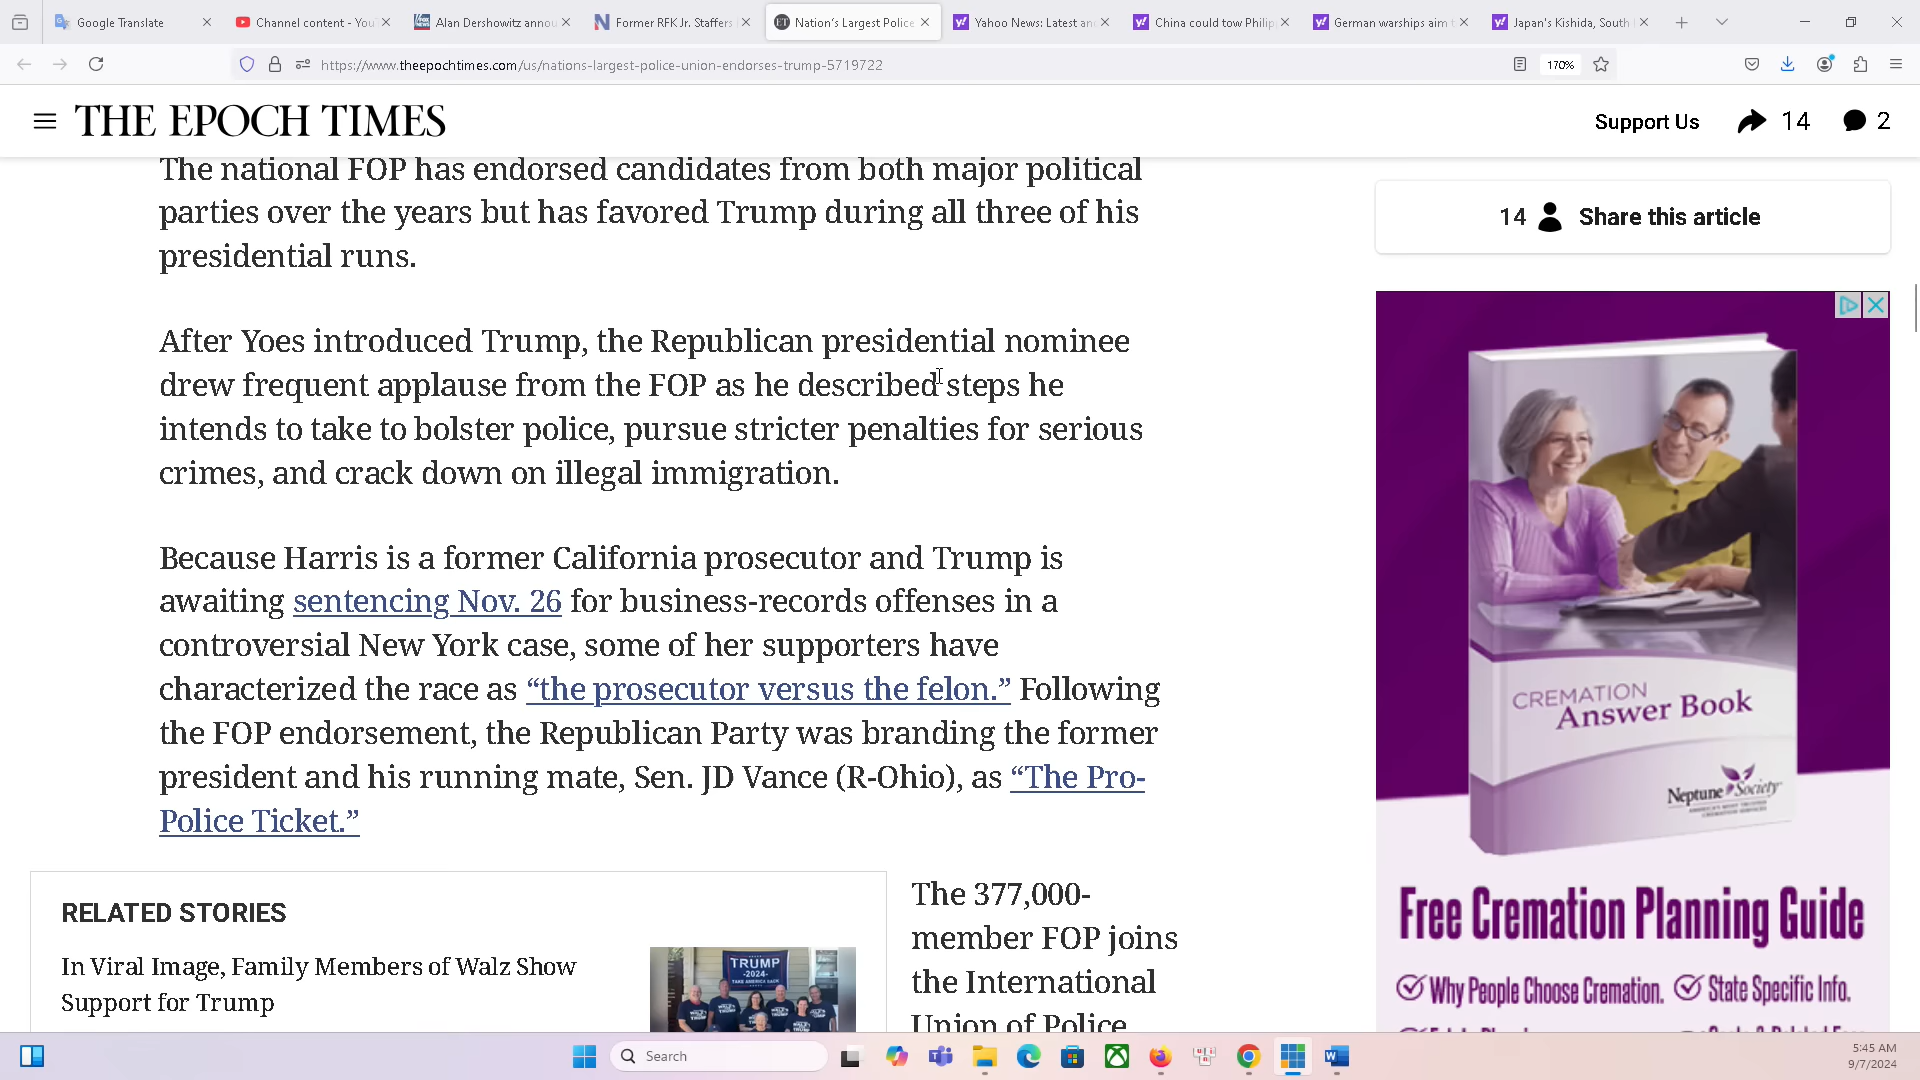 Google Translate
Channel content - You
Alan Dershowitz annou
Former RFK Jr. Staffers
Nation's Largest Police
Yahoo News: Latest an
China could tow Philip
German warships aim t
Japan's Kishida, South
https://www.theepochtimes.com/us/nations-largest-police-union-endorses-trump-5719722
170%
THE EPOCH TIMES
Support Us
14
2
The national FOP has endorsed candidates from both major political
parties over the years but has favored Trump during all three of his
presidential runs.
After Yoes introduced Trump, the Republican presidential nominee
drew frequent applause from the FOP as he described steps he
intends to take to bolster police, pursue stricter penalties for serious
crimes, and crack down on illegal immigration.
Because Harris is a former California prosecutor and Trump is
awaiting sentencing Nov. 26 for business-records offenses in a
controversial New York case, some of her supporters have
characterized the race as “the prosecutor versus the felon.” Following
the FOP endorsement, the Republican Party was branding the former
president and his running mate, Sen. JD Vance (R-Ohio), as “The Pro-
Police Ticket.”
RELATED STORIES
In Viral Image, Family Members of Walz Show
Support for Trump
TRUMP
-2024-
The 377,000-
member FOP joins
the International
Union of Police
14 Share this article
CREMATION
Answer Book
Neptune Society
Free Cremation Planning Guide
Why People Choose Cremation.
State Specific Info.
Search
5:45 AM
9/7/2024